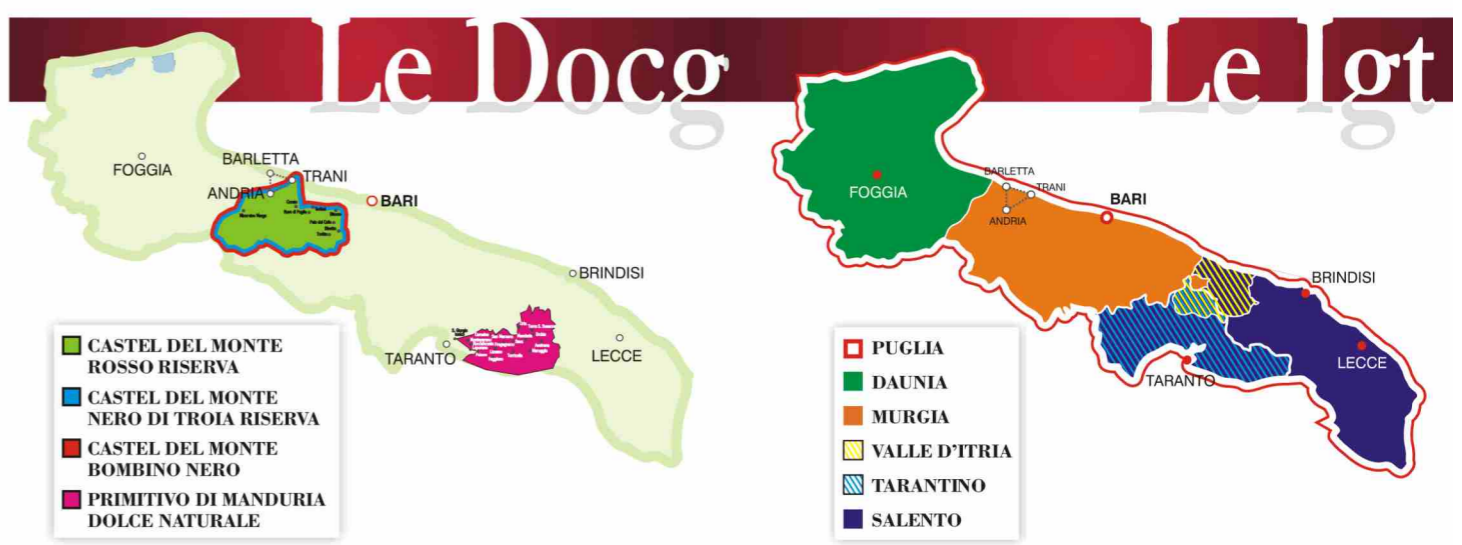 Le Docg
FOGGIA
BARLETTA
TRANI
ANDRIA
BARI
BRINDISI
TARANTO
LECCE
CASTEL DEL MONTE
ROSSO RISERVA
CASTEL DEL MONTE
NERO DI TROIA RISERVA
CASTEL DEL MONTE
BOMBINO NERO
PRIMITIVO DI MANDURIA
DOLCE NATURALE
Le Igt
FOGGIA
BARLETTA
TRANI
ANDRIA
BARI
BRINDISI
LECCE
TARANTO
PUGLIA
DAUNIA
MURGIA
VALLE D'ITRIA
TARANTINO
SALENTO